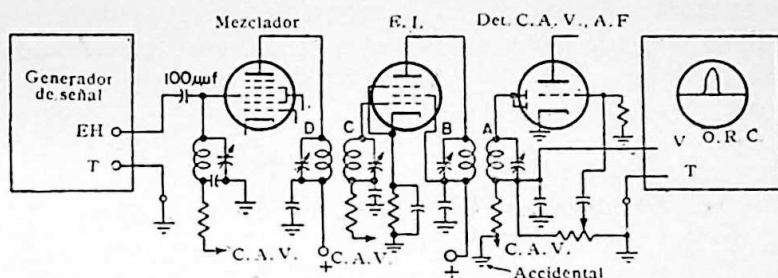 Mezclador
E. I.
Det. C. A. V., A. F
Generador
de señal
100µµf
EH
T
D
C
B
A
O. R. C.
V
T
C. A. V.
+
C. A. V.
+
C. A. V.
Accidental